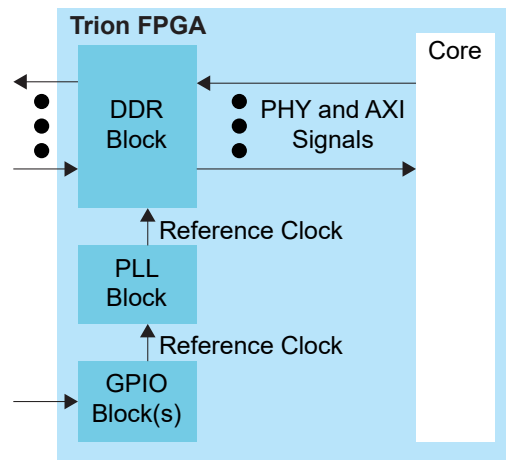 Trion FPGA
Core
DDR
Block
PHY and AXI
Signals
Reference Clock
PLL
Block
Reference Clock
GPIO
Block(s)